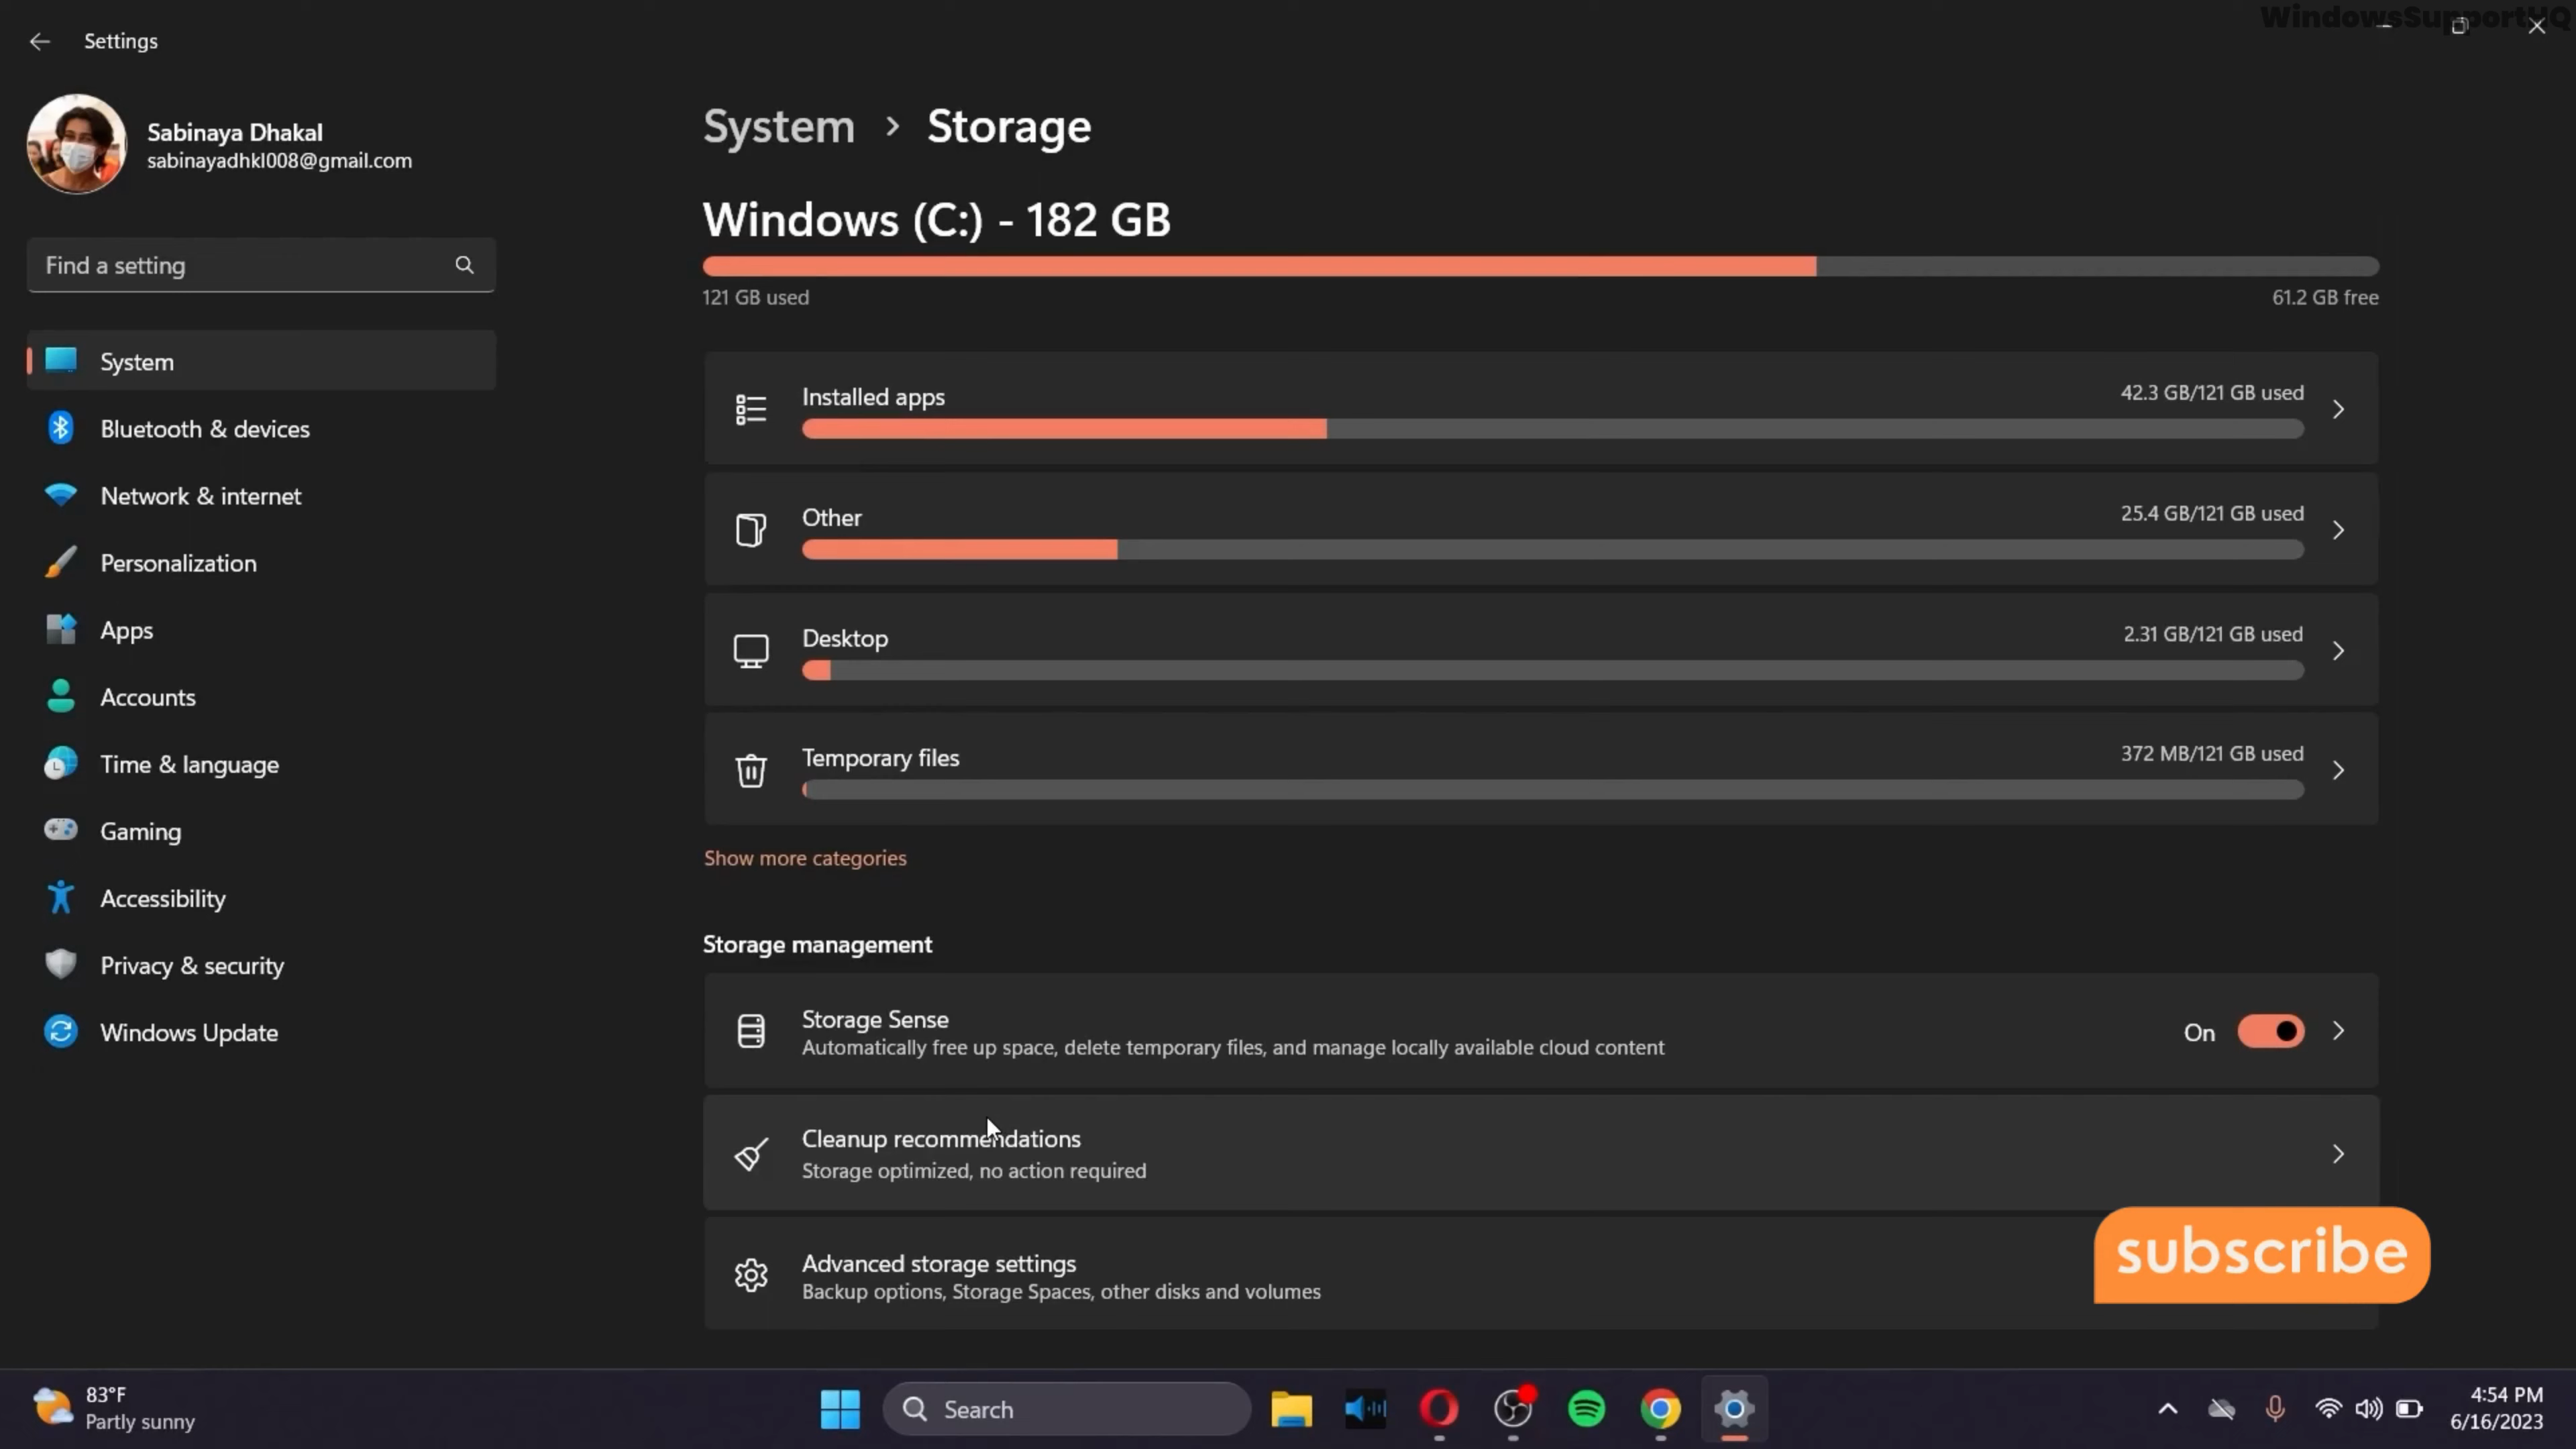 WindowsSupportHQ
Settings
Sabinaya Dhakal
sabinayadhkl008@gmail.com
Find a setting
System
Bluetooth & devices
Network & internet
Personalization
Apps
Accounts
Time & language
Gaming
Accessibility
Privacy & security
Windows Update
System > Storage
Windows (C:) - 182 GB
121 GB used
61.2 GB free
Installed apps
42.3 GB/121 GB used
Other
25.4 GB/121 GB used
Desktop
2.31 GB/121 GB used
Temporary files
372 MB/121 GB used
Show more categories
Storage management
Storage Sense
Automatically free up space, delete temporary files, and manage locally available cloud content
On
Cleanup recommendations
Storage optimized, no action required
Advanced storage settings
Backup options, Storage Spaces, other disks and volumes
subscribe
83°F
Partly sunny
Search
4:54 PM
6/16/2023